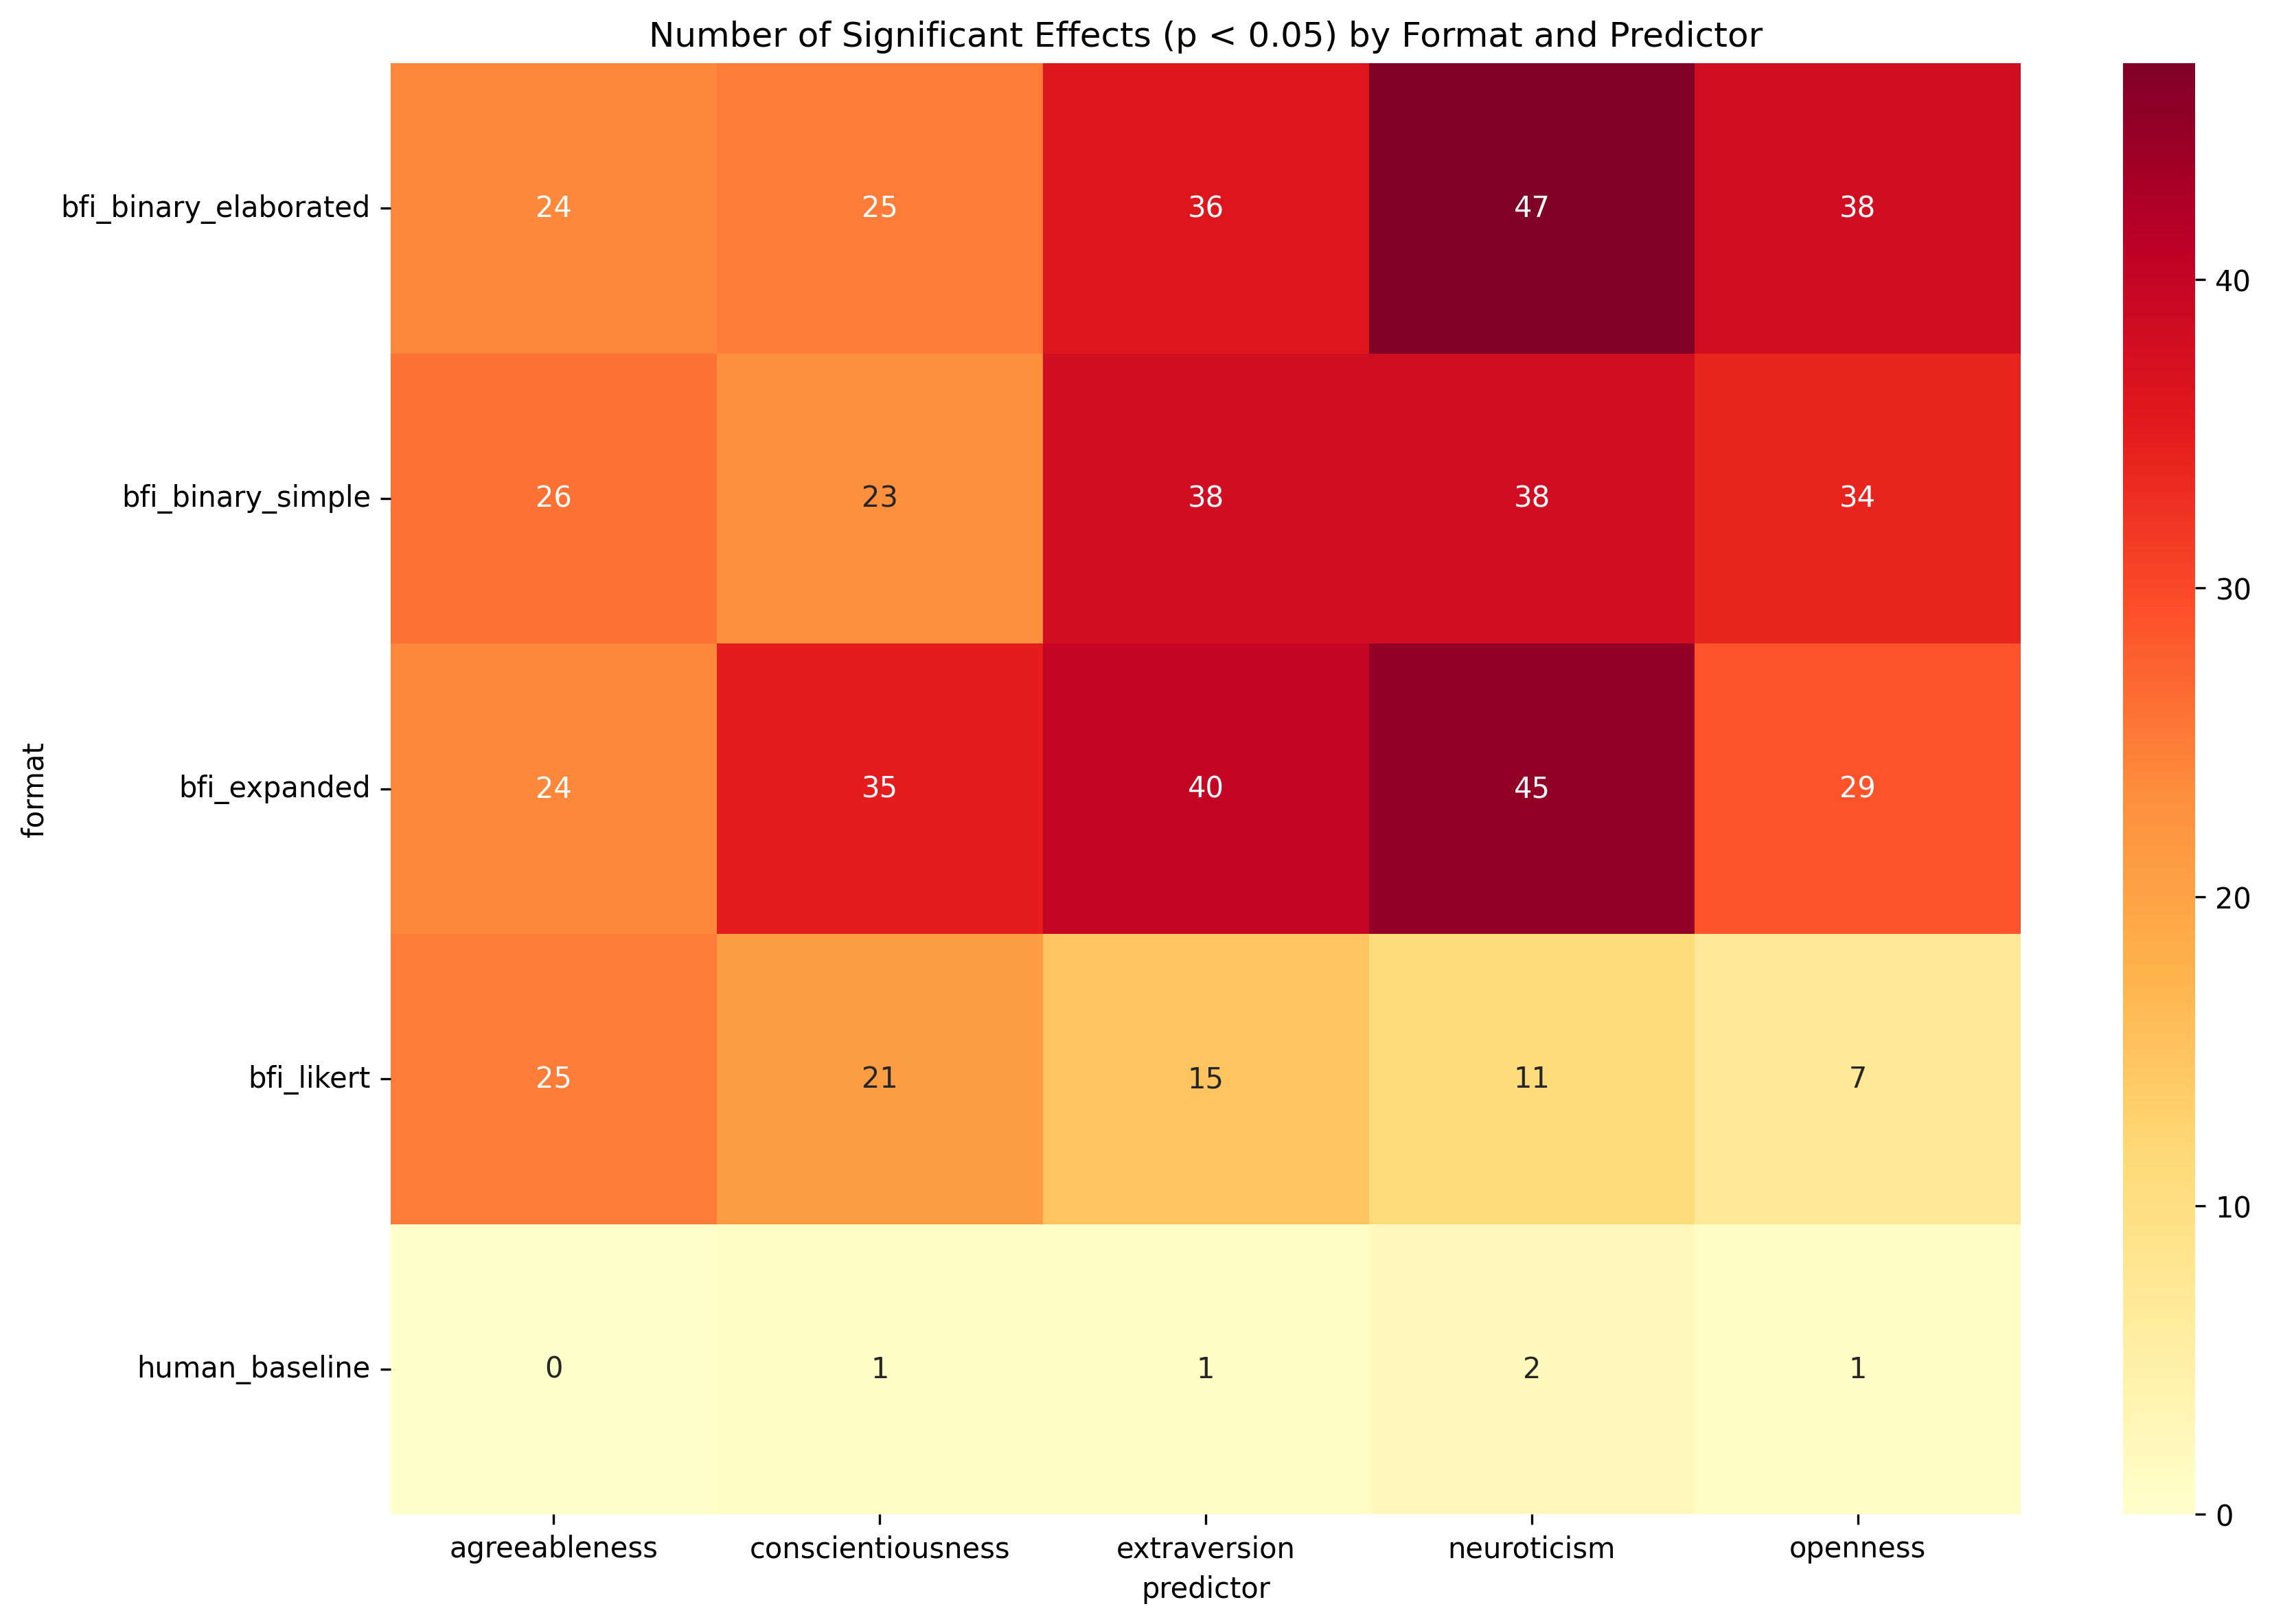 Number of Significant Effects (p < 0.05) by Format and Predictor
format
bfi_binary_elaborated 24 25 36 47 38
bfi_binary_simple 26 23 38 38 34
bfi_expanded 24 35 40 45 29
bfi_likert 25 21 15 11 7
human_baseline 0 1 1 2 1
agreeableness conscientiousness extraversion neuroticism openness
predictor
40
30
20
10
0